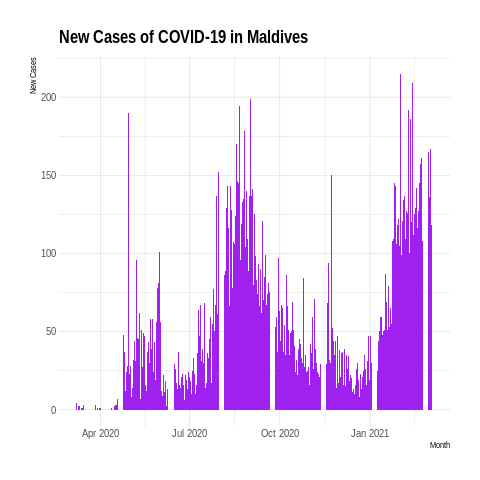 New Cases of COVID-19 in Maldives
New Cases
200
150
100
50
0
Apr 2020 Jul 2020 Oct 2020 Jan 2021
Month